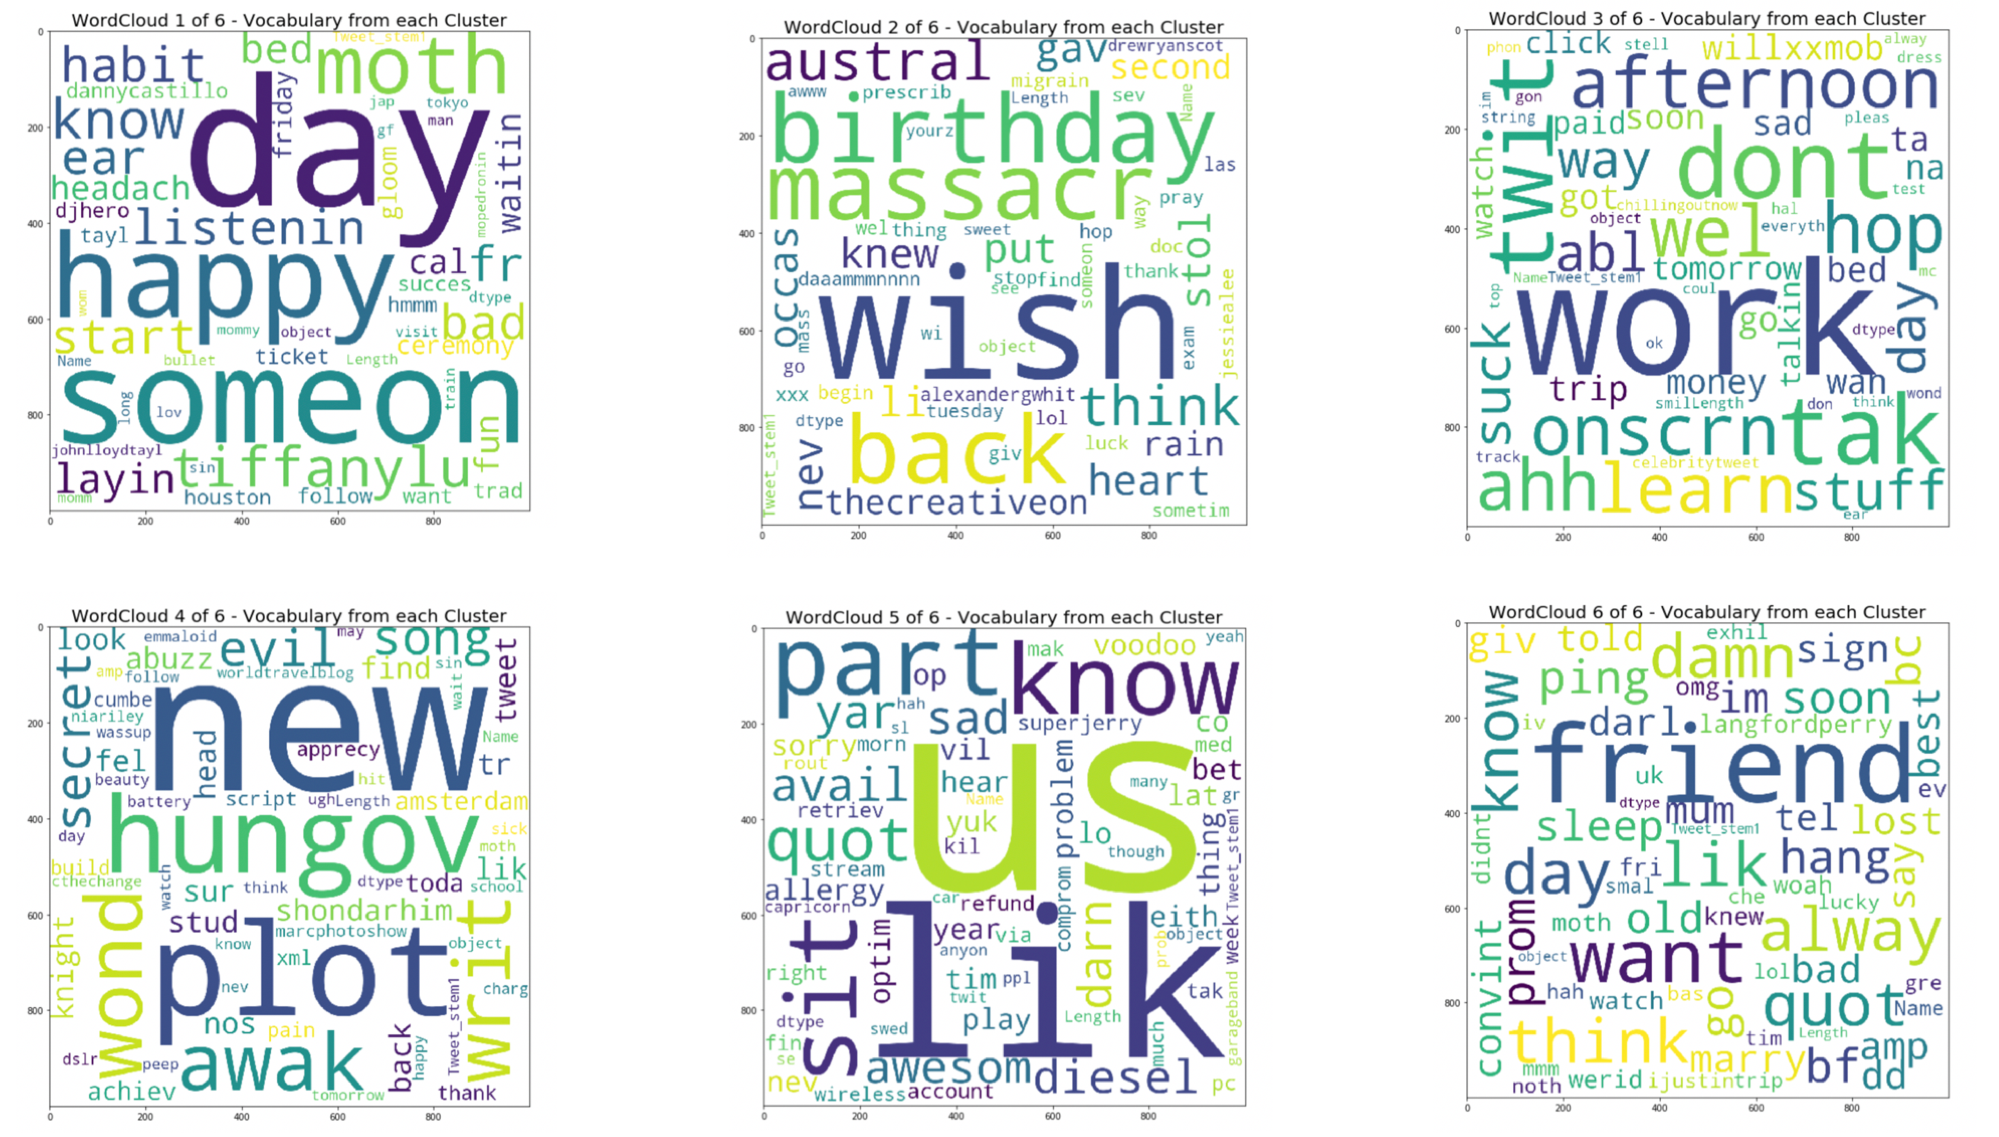 WordCloud 1 of 6 - Vocabulary from each Cluster
bed Tweet_stem1 moth
habit
dannycastillo
know day friday jap tokyo
man
gf
ear gloom mopedronin waitin
headach
djhero
tayl listenin
happy cal fr
succes
wom hmmm dtype
start mommy object visit bad
ceremony
Name bullet ticket Length
someon train
long lov
johnlloydtayl
layin sin tiffanylu fun
momm houston follow want trad
0 200 400 600 800
0 200 400 600 800
WordCloud 2 of 6 - Vocabulary from each Cluster
austral gav drewryanscot
migrain second
awww prescrib Length sev Name
birthday
yourz
las
massacr way pray
wel thing sweet hop
occas knew put doc stol
daaammmnnnn stop find someon thank
see
wish jessiealee
mass wi exam
object
go
xxx begin li alexandergwhit think
tuesday
dtype lol
Tweet_stem1 nev back giv luck rain
heart
thecreativeon sometim
0 200 400 600 800
0 200 400 600 800
WordCloud 3 of 6 - Vocabulary from each Cluster
phon click stell willxxmob alway
dress
twit afternoon
im gon
string paid soon sad pleas
ta
watch way dont na
test
got chillingoutnow hal
object wel everyth hop
abl tomorrow bed mc
Name Tweet_stem1 coul
top work go talkin day
ok dtype
suck trip money wan
smil Length don think wond
onscrn tak
track celebritytweet
ahh learn stuff
ear
0 200 400 600 800
0 200 400 600 800
WordCloud 4 of 6 - Vocabulary from each Cluster
look emmaloid evil may song
abuzz find sin tweet
amp follow worldtravelblog wait
secret cumbe new
niariley
wassup Name
fel head apprecy tr
beauty hit
battery script ugh Length amsterdam
day hungov sick
moth
build lik
cthechange watch sur think dtype toda school
wond stud shondarhim writ
marcphotoshow
knight know object
plot xml
nev charg
nos pain back happy Tweet_stem1
dslr peep awak
achiev tomorrow thank
0 200 400 600 800
0 200 400 600 800
WordCloud 5 of 6 - Vocabulary from each Cluster
part mak voodoo yeah
op know
yar hah sad superjerry co
sl
sorry morn vil med
rout us
avail hear many bet
retriev Name lat gr
quot yuk problem lo thing
kil though
stream
allergy car refund compron eith Tweet_stem1
capricorn
sit optim year via lik darn prob object week
anyon
right tim ppl
twit tak
dtype swed play Length much garageband
fin
se
nev awesom diesel pc
wireless account
0 200 400 600 800
0 200 400 600 800
WordCloud 6 of 6 - Vocabulary from each Cluster
giv told exhil sign bc
damn
ping omg im soon
know iv darl langfordperry best
friend
uk
dtype mum ev
sleep Tweet_stem1 tel lost
didnt day fri lik hang say
smal woah
che lucky
convint prom moth old knew alway
object want lol bad
hah watch bas go quot gre
Name
think tim Length amp
mmm marry bf dd
noth werid ijustintrip
0 200 400 600 800
0 200 400 600 800